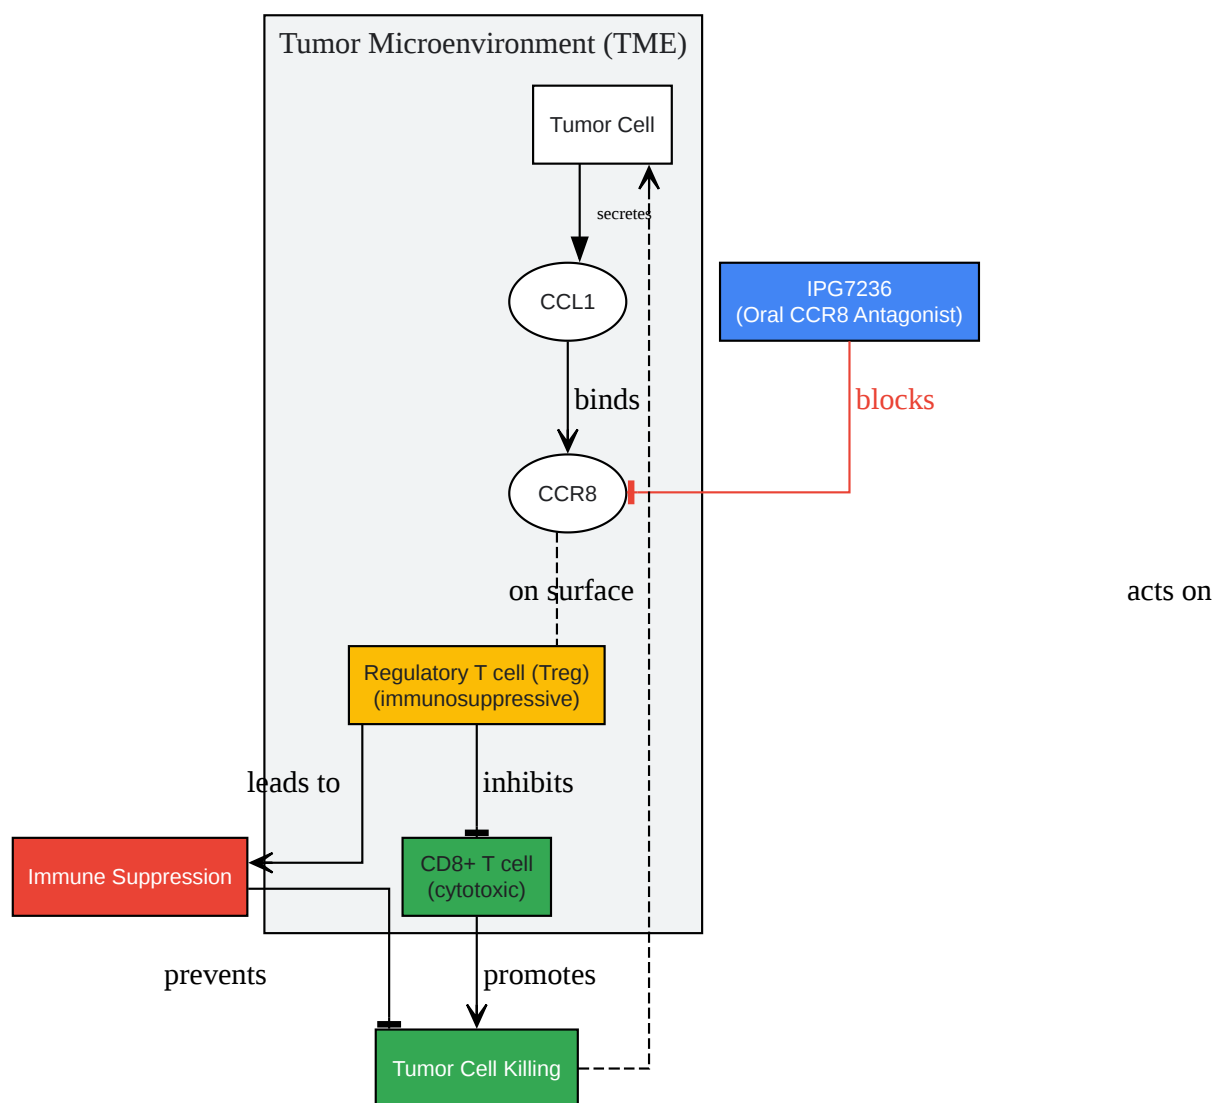 Tumor Microenvironment (TME)
Tumor Cell
secretes
CCL1
IPG7236
(Oral CCR8 Antagonist)
binds
blocks
CCR8
on surface
acts on
Regulatory T cell (Treg)
(immunosuppressive)
leads to
inhibits
Immune Suppression
CD8+ T cell
(cytotoxic)
prevents
promotes
Tumor Cell Killing